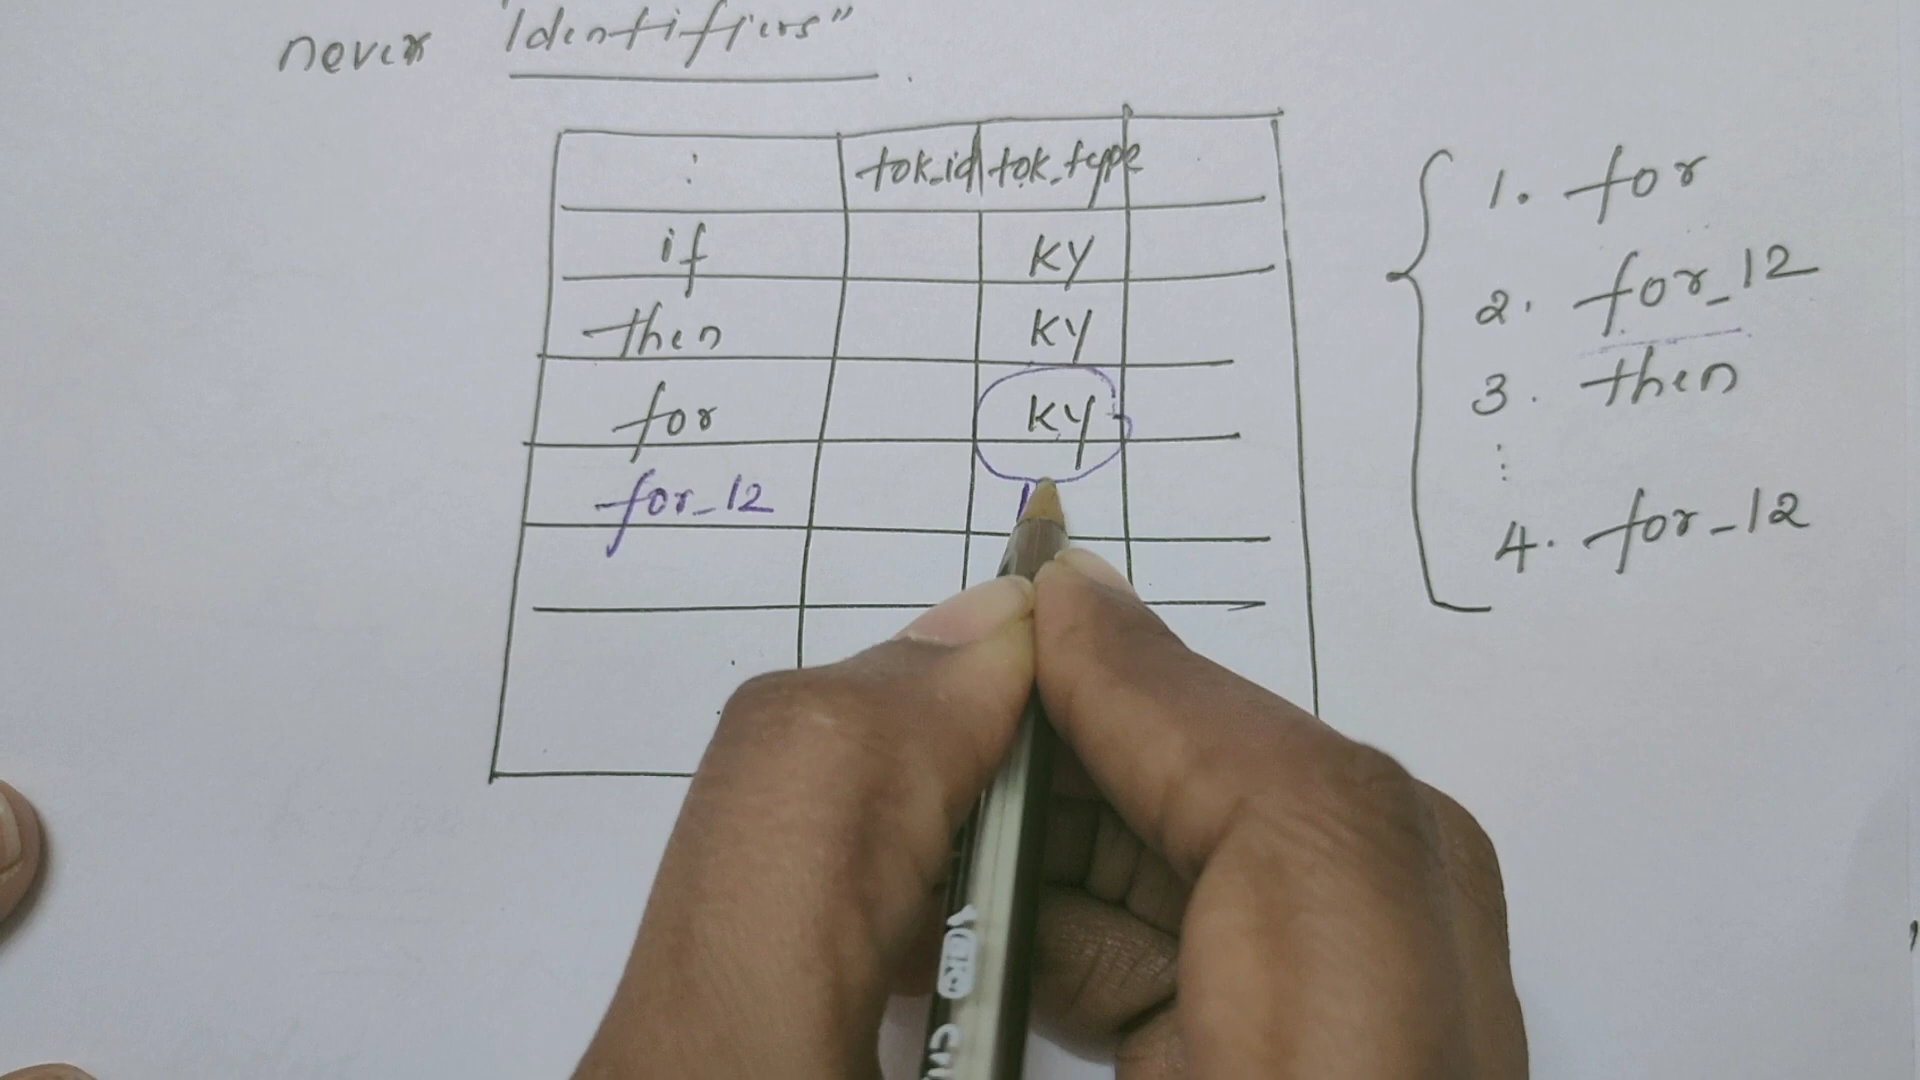 never "Identifiers"
: tok_id tok_type
if KY
then KY
for KY
for_12 I
1. for
2. for_12
3. then
⋮
4. for_12